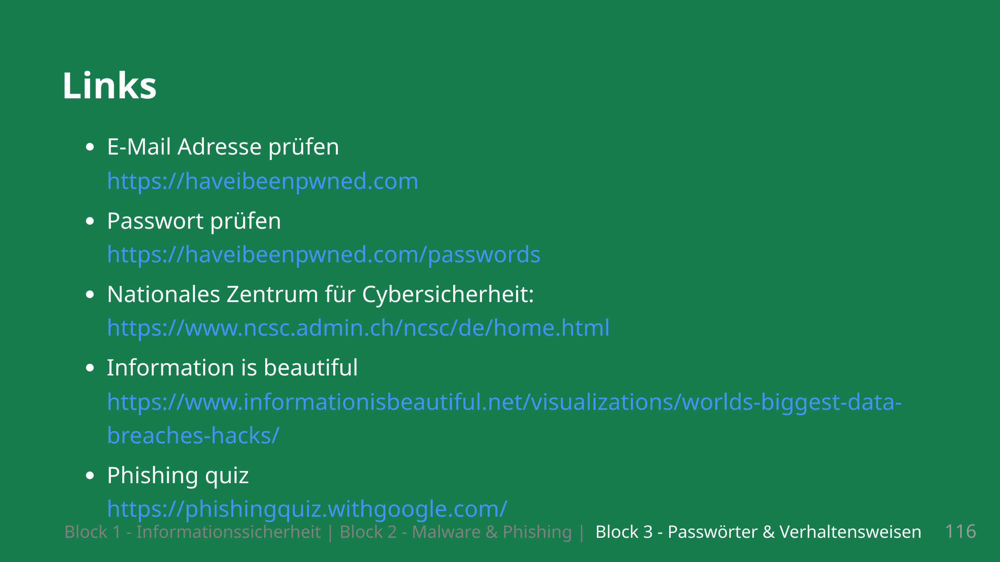 Links
E-Mail Adresse prüfen
https://haveibeenpwned.com
Passwort prüfen
https://haveibeenpwned.com/passwords
Nationales Zentrum für Cybersicherheit:
https://www.ncsc.admin.ch/ncsc/de/home.html
Information is beautiful
https://www.informationisbeautiful.net/visualizations/worlds-biggest-data-
breaches-hacks/
Phishing quiz
https://phishingquiz.withgoogle.com/
Block 1 - Informationssicherheit | Block 2 - Malware & Phishing | Block 3 - Passwörter & Verhaltensweisen 116